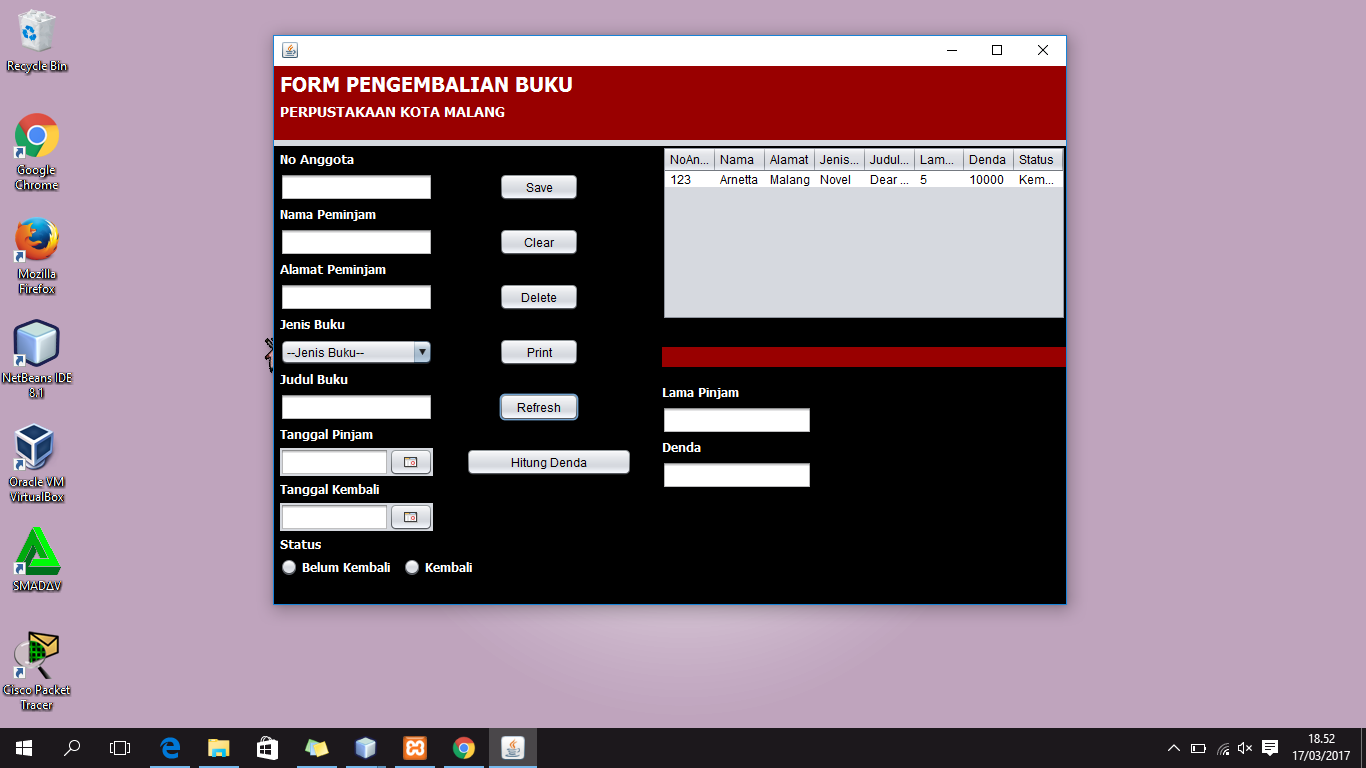 Recycle Bin
Google
Chrome
Mozilla
Firefox
NetBeans IDE
8.1
Oracle VM
VirtualBox
SMADΔV
Cisco Packet
Tracer
FORM PENGEMBALIAN BUKU
PERPUSTAKAAN KOTA MALANG
No Anggota
Save
Nama Peminjam
Clear
Alamat Peminjam
Delete
Jenis Buku
--Jenis Buku--
Print
Judul Buku
Refresh
Tanggal Pinjam
Hitung Denda
Tanggal Kembali
Status
Belum Kembali Kembali
NoAn... Nama Alamat Jenis... Judul... Lam... Denda Status
123 Arnetta Malang Novel Dear ... 5 10000 Kem...
Lama Pinjam
Denda
18.52
17/03/2017